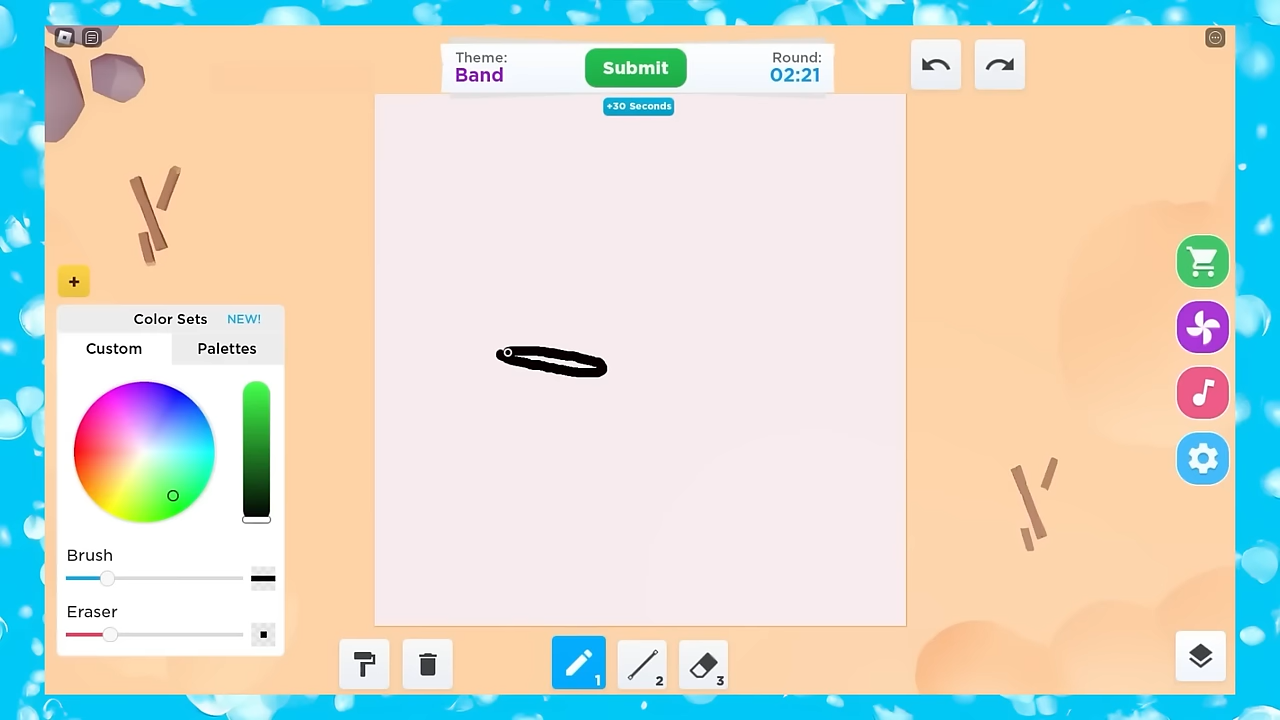 Theme:
Band
Submit
Round:
02:21
+30 Seconds
+
Color Sets NEW!
Custom
Palettes
Brush
Eraser
1
2
3